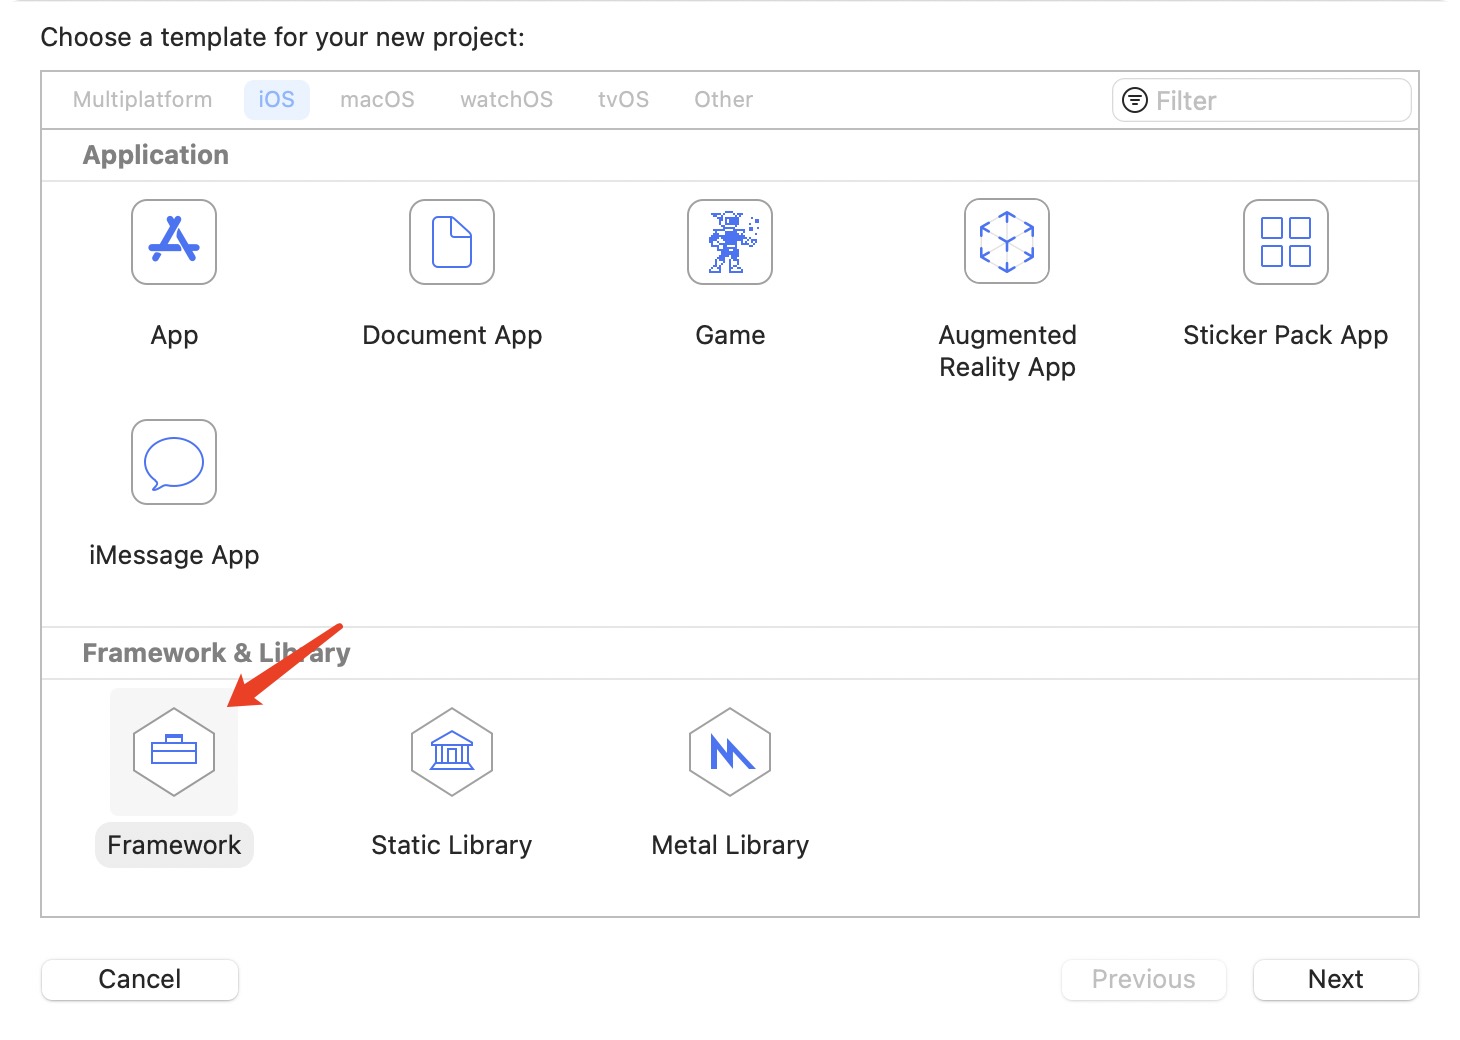 Choose a template for your new project:
Multiplatform iOS macOS watchOS tvOS Other Filter
Application
App Document App Game Augmented Reality App Sticker Pack App
iMessage App
Framework & Library
Framework Static Library Metal Library
Cancel Previous Next